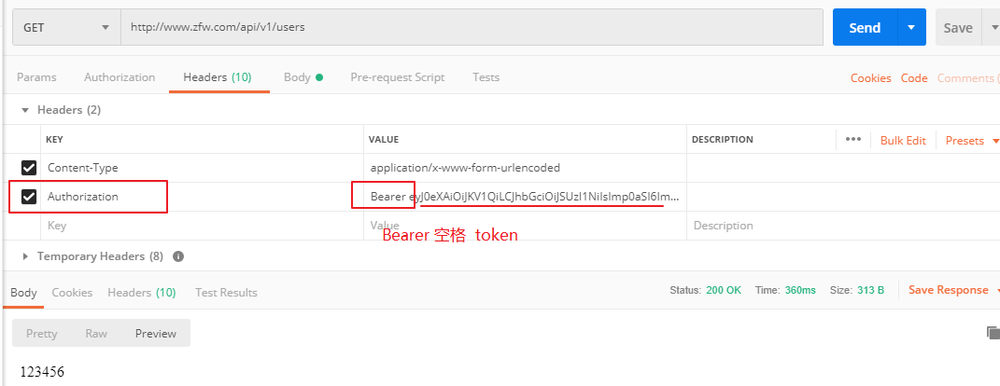 GET http://www.zfw.com/api/v1/users Send Save
Params Authorization Headers (10) Body Pre-request Script Tests Cookies Code Comments (
Headers (2)
KEY VALUE DESCRIPTION ••• Bulk Edit Presets
Content-Type application/x-www-form-urlencoded
Authorization Bearer eyJ0eXAiOiJKV1QiLCJhbGciOiJSUzI1NiIsImp0aSI6Im...
Key Value Description
Bearer 空格 token
Temporary Headers (8) i
Body Cookies Headers (10) Test Results Status: 200 OK Time: 360ms Size: 313 B Save Response
Pretty Raw Preview
123456